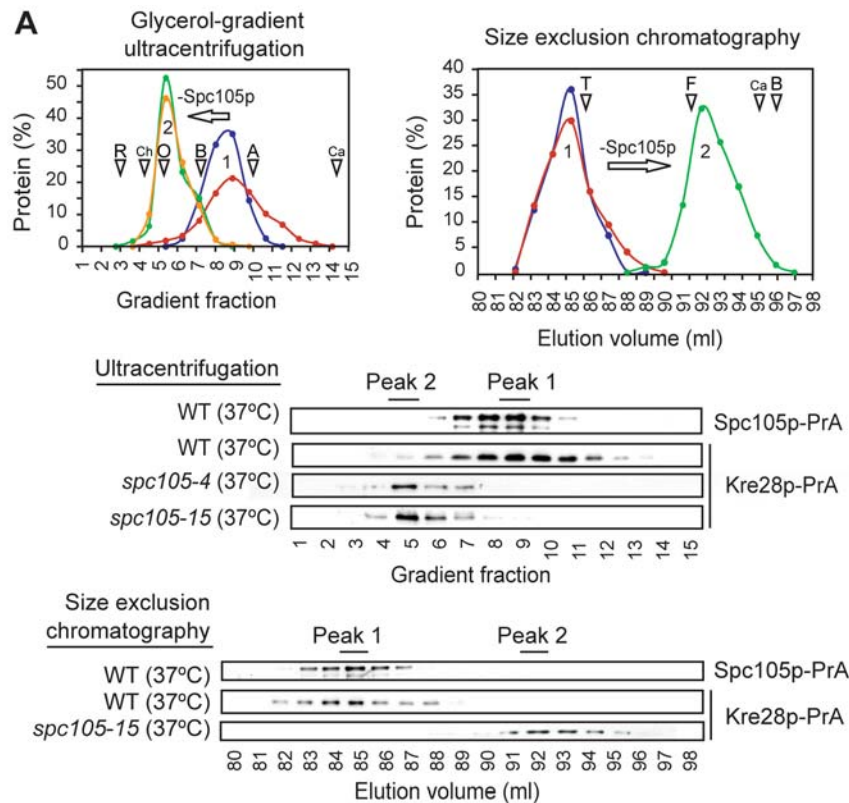 A
Glycerol-gradient
ultracentrifugation
Protein (%)
50
40
30
20
10
0
-Spc105p
2
1
R
Ch
O
B
A
Ca
1 2 3 4 5 6 7 8 9 10 11 12 13 14 15
Gradient fraction
Size exclusion chromatography
Protein (%)
40
35
30
25
20
15
10
5
0
T
F
Ca
B
-Spc105p
1
2
80 81 82 83 84 85 86 87 88 89 90 91 92 93 94 95 96 97 98
Elution volume (ml)
Ultracentrifugation
Peak 2
Peak 1
WT (37ºC)
Spc105p-PrA
WT (37ºC)
spc105-4 (37ºC)
Kre28p-PrA
spc105-15 (37ºC)
1 2 3 4 5 6 7 8 9 10 11 12 13 14 15
Gradient fraction
Size exclusion
chromatography
Peak 1
Peak 2
WT (37ºC)
Spc105p-PrA
WT (37ºC)
Kre28p-PrA
spc105-15 (37ºC)
80 81 82 83 84 85 86 87 88 89 90 91 92 93 94 95 96 97 98
Elution volume (ml)